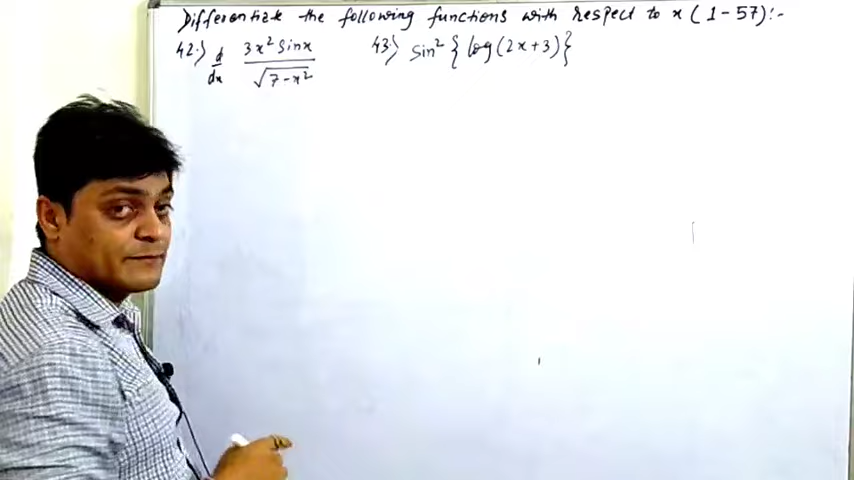 Differentiate the following functions with respect to x (1-57):-
42.) d/dx 3x² sinx / √(7-x²) 43.) sin² {log(2x+3)}